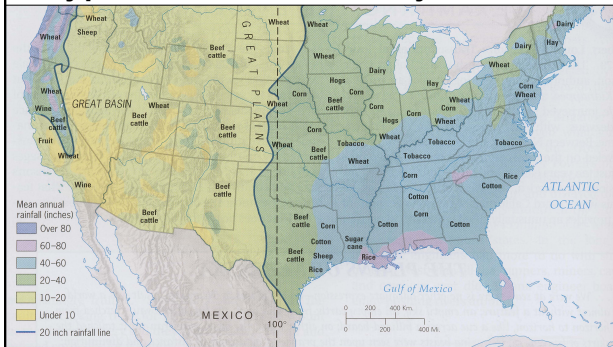 Wheat
Sheep
Wheat
Beef
cattle
GREAT PLAINS
Wheat
Wheat
Wheat
Dairy
Hay
Dairy
Wheat
Wheat
Wine
Beef
cattle
Fruit
Wheat
Wine
GREAT BASIN
Wheat
Beef
cattle
Beef
cattle
Beef
cattle
Beef
cattle
Wheat
Wheat
Hogs
Corn
Beef
cattle
Corn
Dairy
Corn
Hogs
Wheat
Hay
Corn
Corn
Wheat
Wheat
Corn
Wheat
Corn
Beef
cattle
Tobacco
Wheat
Tobacco
Tobacco
Tobacco
Corn
Rice
Cotton
Cotton
Corn
Cotton
Cotton
Beef
cattle
Beef
cattle
Corn
Cotton
Sheep
Rice
Sugar
cane
Rice
ATLANTIC
OCEAN
Gulf of Mexico
MEXICO
100°
0 200 400 Km.
0 200 400 Mi.
Mean annual
rainfall (inches)
Over 80
60–80
40–60
20–40
10–20
Under 10
20 inch rainfall line